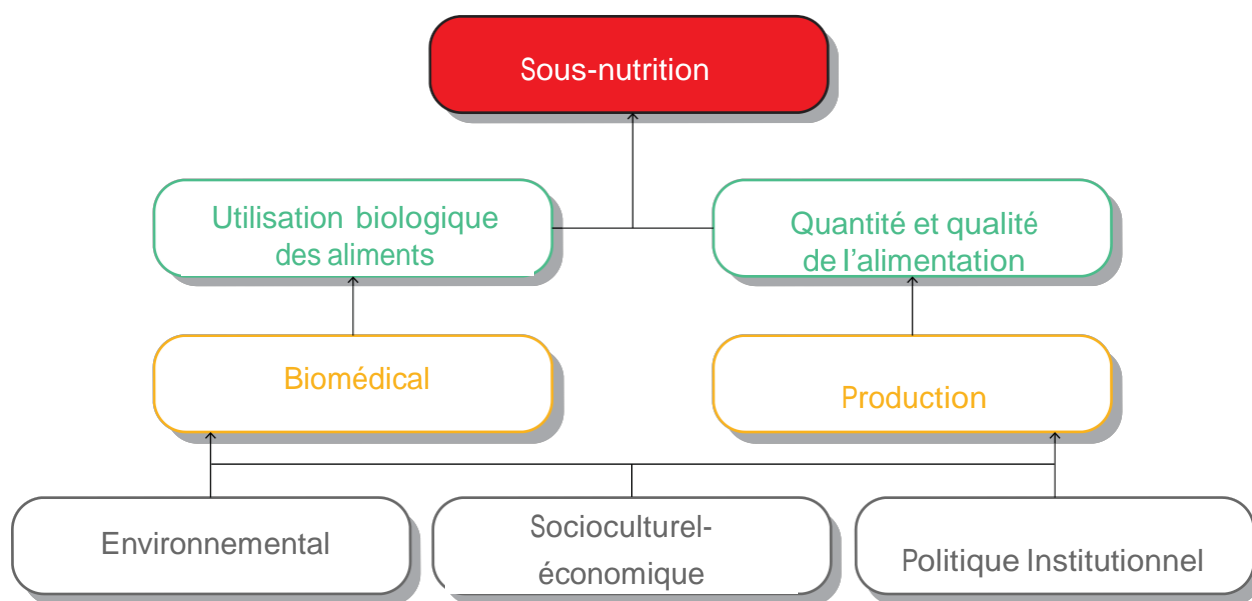 Sous-nutrition
Utilisation biologique
des aliments
Quantité et qualité
de l'alimentation
Biomédical
Production
Environnemental
Socioculturel-
économique
Politique Institutionnel